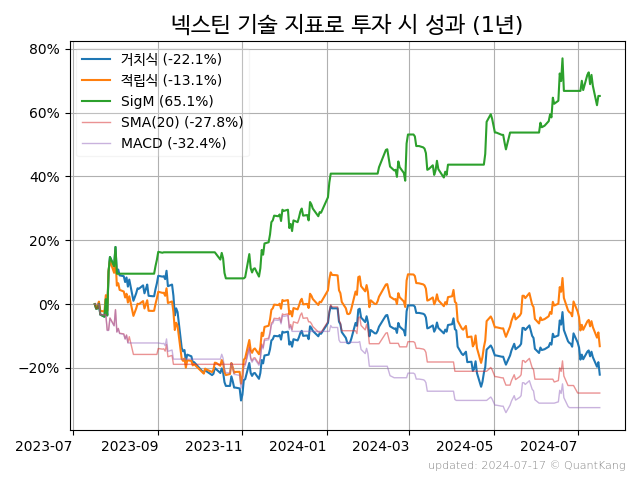 넥스틴 기술 지표로 투자 시 성과 (1년)
80%
60%
40%
20%
0%
−20%
거치식 (-22.1%)
적립식 (-13.1%)
SigM (65.1%)
SMA(20) (-27.8%)
MACD (-32.4%)
2023-07 2023-09 2023-11 2024-01 2024-03 2024-05 2024-07
updated: 2024-07-17 © QuantKang